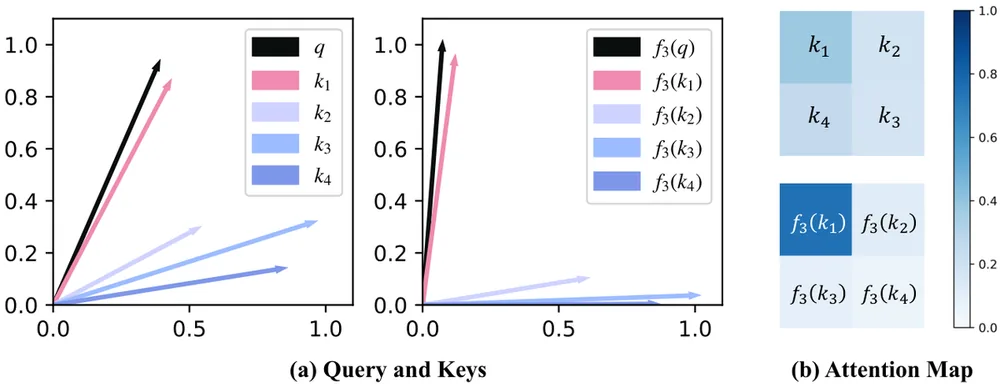 1.0
0.8
0.6
0.4
0.2
0.0
0.0 0.5 1.0
q
k₁
k₂
k₃
k₄
1.0
0.8
0.6
0.4
0.2
0.0
0.0 0.5 1.0
f₃(q)
f₃(k₁)
f₃(k₂)
f₃(k₃)
f₃(k₄)
(a) Query and Keys
k₁ k₂
k₄ k₃
f₃(k₁) f₃(k₂)
f₃(k₃) f₃(k₄)
1.0
0.8
0.6
0.4
0.2
0.0
(b) Attention Map